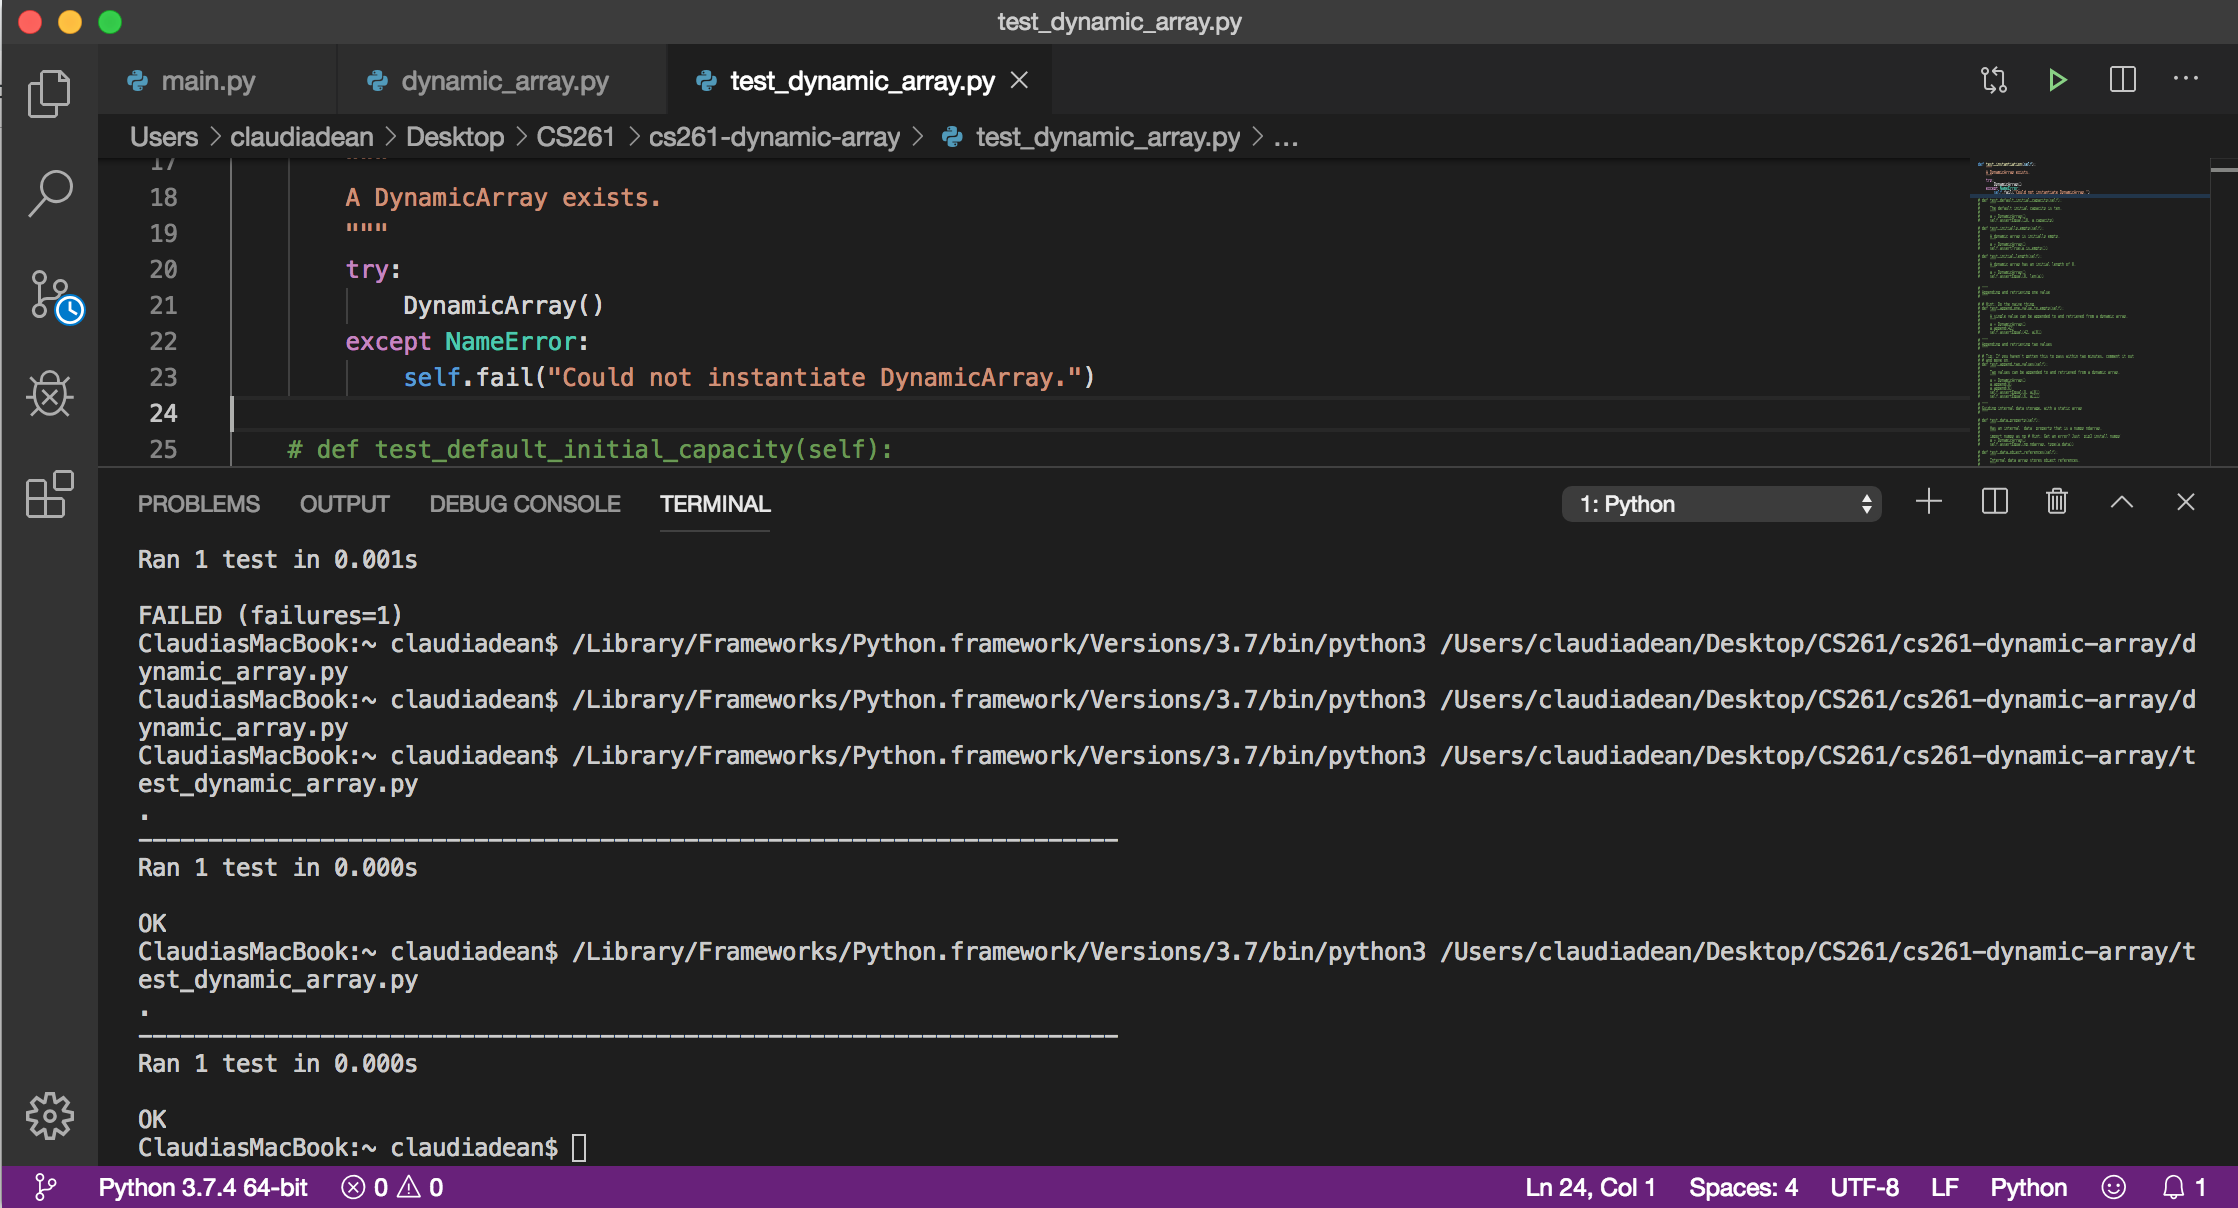 test_dynamic_array.py
main.py
dynamic_array.py
test_dynamic_array.py
Users > claudiadean > Desktop > CS261 > cs261-dynamic-array > test_dynamic_array.py > ...
17 """
18 A DynamicArray exists.
19 """
20 try:
21 DynamicArray()
22 except NameError:
23 self.fail("Could not instantiate DynamicArray.")
24
25 # def test_default_initial_capacity(self):
PROBLEMS OUTPUT DEBUG CONSOLE TERMINAL 1: Python
Ran 1 test in 0.001s
FAILED (failures=1)
ClaudiasMacBook:~ claudiadean$ /Library/Frameworks/Python.framework/Versions/3.7/bin/python3 /Users/claudiadean/Desktop/CS261/cs261-dynamic-array/d
ynamic_array.py
ClaudiasMacBook:~ claudiadean$ /Library/Frameworks/Python.framework/Versions/3.7/bin/python3 /Users/claudiadean/Desktop/CS261/cs261-dynamic-array/d
ynamic_array.py
ClaudiasMacBook:~ claudiadean$ /Library/Frameworks/Python.framework/Versions/3.7/bin/python3 /Users/claudiadean/Desktop/CS261/cs261-dynamic-array/t
est_dynamic_array.py
.
----------------------------------------------------------------------
Ran 1 test in 0.000s
OK
ClaudiasMacBook:~ claudiadean$ /Library/Frameworks/Python.framework/Versions/3.7/bin/python3 /Users/claudiadean/Desktop/CS261/cs261-dynamic-array/t
est_dynamic_array.py
.
----------------------------------------------------------------------
Ran 1 test in 0.000s
OK
ClaudiasMacBook:~ claudiadean$
Python 3.7.4 64-bit 0 0 Ln 24, Col 1 Spaces: 4 UTF-8 LF Python 1